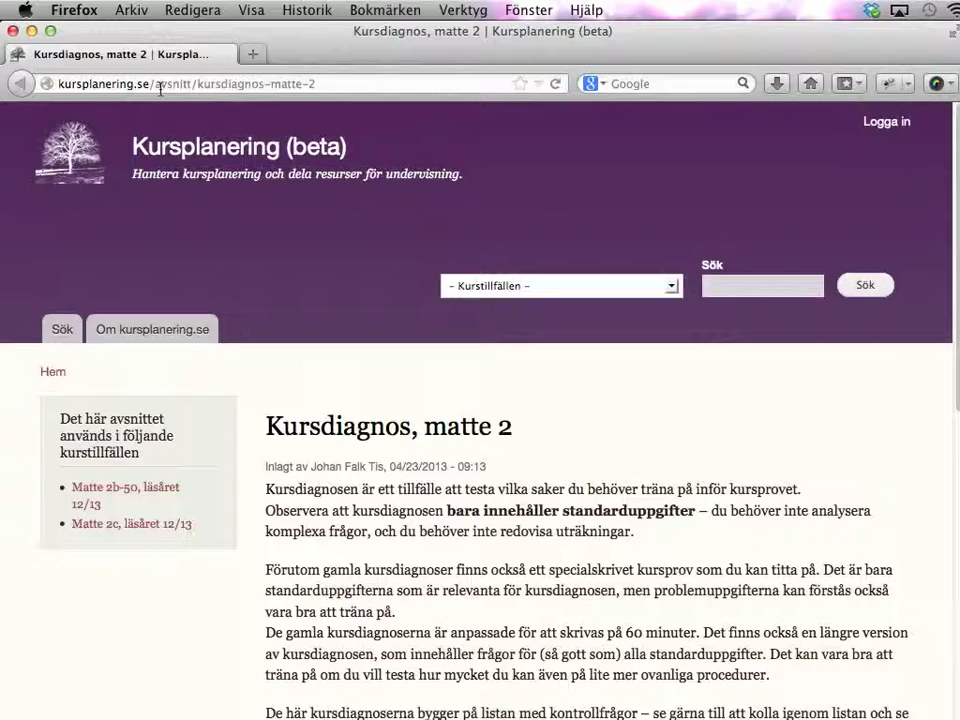 Firefox Arkiv Redigera Visa Historik Bokmärken Verktyg Fönster Hjälp
Kursdiagnos, matte 2 | Kursplanering (beta)
Kursdiagnos, matte 2 | Kurspla...
kursplanering.se/avsnitt/kursdiagnos-matte-2
Google
Logga in
Kursplanering (beta)
Hantera kursplanering och dela resurser för undervisning.
Sök
- Kurstillfällen -
Sök
Sök
Om kursplanering.se
Hem
Det här avsnittet
används i följande
kurstillfällen
Matte 2b-50, läsåret
12/13
Matte 2c, läsåret 12/13
Kursdiagnos, matte 2
Inlagt av Johan Falk Tis, 04/23/2013 - 09:13
Kursdiagnosen är ett tillfälle att testa vilka saker du behöver träna på inför kursprovet.
Observera att kursdiagnosen bara innehåller standarduppgifter – du behöver inte analysera
komplexa frågor, och du behöver inte redovisa uträkningar.
Förutom gamla kursdiagnoser finns också ett specialskrivet kursprov som du kan titta på. Det är bara
standarduppgifterna som är relevanta för kursdiagnosen, men problemuppgifterna kan förstås också
vara bra att träna på.
De gamla kursdiagnoserna är anpassade för att skrivas på 60 minuter. Det finns också en längre version
av kursdiagnosen, som innehåller frågor för (så gott som) alla standarduppgifter. Det kan vara bra att
träna på om du vill testa hur mycket du kan även på lite mer ovanliga procedurer.
De här kursdiagnoserna bygger på listan med kontrollfrågor – se gärna till att kolla igenom listan och se